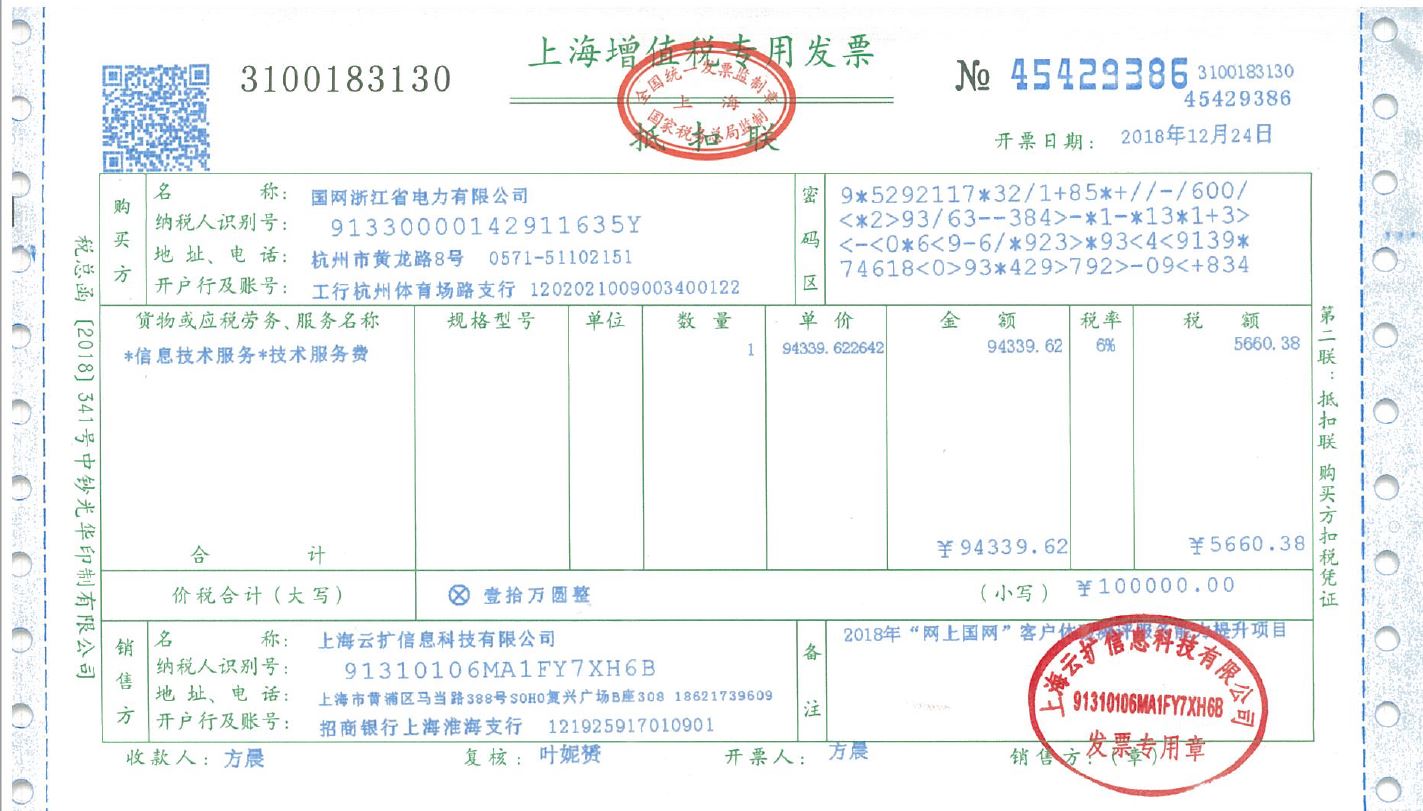 上海增值税专用发票
3100183130
№ 45429386
3100183130
45429386
全国统一发票监制章
上海
国家税务总局监制
抵扣联
开票日期: 2018年12月24日
税总函〔2018〕341号中钞光华印制有限公司
购买方
名 称: 国网浙江省电力有限公司
纳税人识别号: 91330000142911635Y
地址、电话: 杭州市黄龙路8号 0571-51102151
开户行及账号: 工行杭州体育场路支行 1202021009003400122
密码区
9*5292117*32/1+85*+//-/600/
<*2>93/63--384>-*1-*13*1+3>
<-<0*6<9-6/*923>*93<4<9139*
74618<0>93*429>792>-09<+834
货物或应税劳务、服务名称 规格型号 单位 数量 单价 金额 税率 税额
*信息技术服务*技术服务费 1 94339.622642 94339.62 6% 5660.38
合计 ¥94339.62 ¥5660.38
价税合计(大写) ⊗ 壹拾万圆整 (小写) ¥100000.00
销售方
名 称: 上海云扩信息科技有限公司
纳税人识别号: 91310106MA1FY7XH6B
地址、电话: 上海市黄浦区马当路388号SOHO复兴广场B座308 18621739609
开户行及账号: 招商银行上海淮海支行 121925917010901
备注
2018年“网上国网”客户体验测评服务能力提升项目
上海云扩信息科技有限公司
91310106MA1FY7XH6B
发票专用章
收款人: 方晨 复核: 叶妮赟 开票人: 方晨 销售方:(章)
第二联:抵扣联 购买方扣税凭证